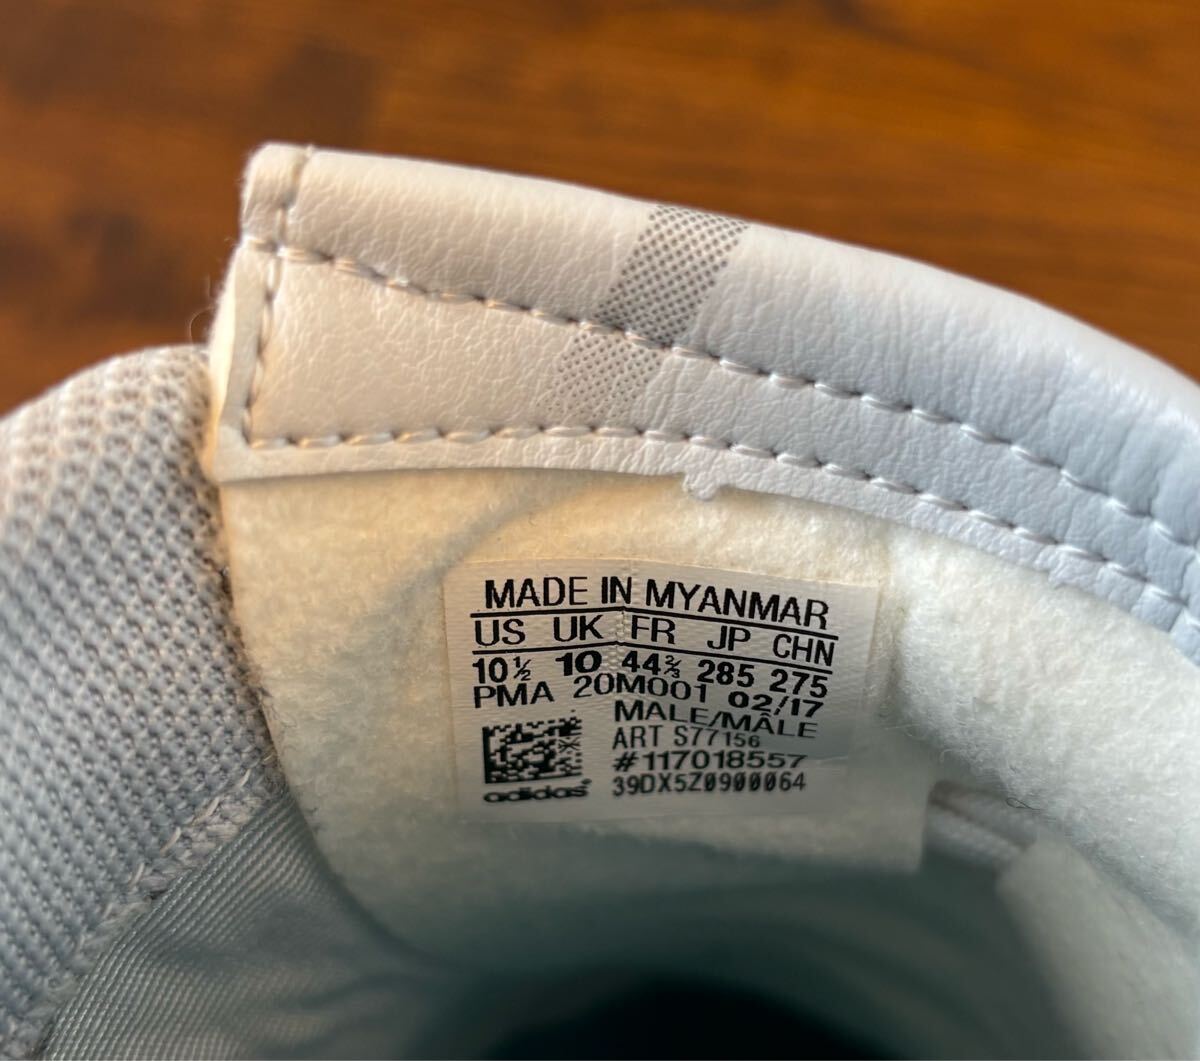 MADE IN MYANMAR
US UK FR JP CHN
10½ 10 44⅔ 285 275
PMA 20M001 02/17
MALE/MÂLE
ART S77156
#117018557
adidas 39DX5Z0900064